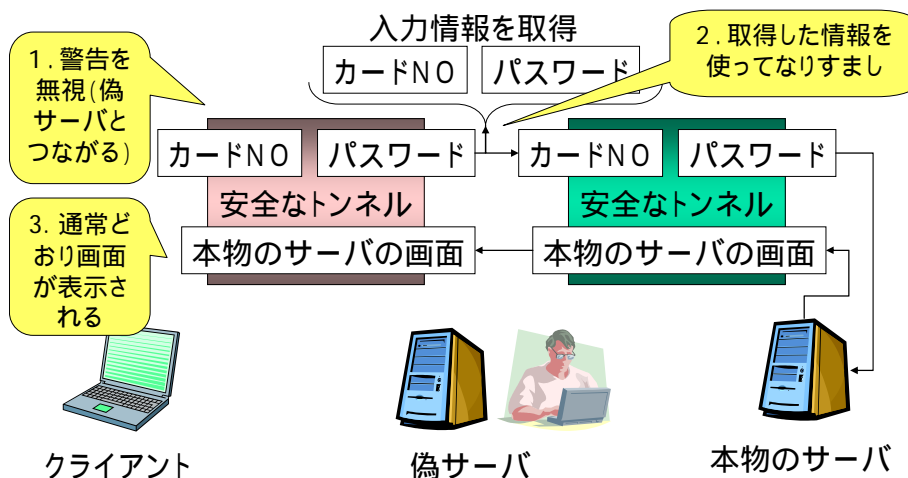 入力情報を取得
カードNO パスワード
1.警告を
無視(偽
サーバと
つながる)
2.取得した情報を
使ってなりすまし
カードNO パスワード カードNO パスワード
安全なトンネル 安全なトンネル
本物のサーバの画面 本物のサーバの画面
3.通常ど
おり画面
が表示さ
れる
クライアント 偽サーバ 本物のサーバ